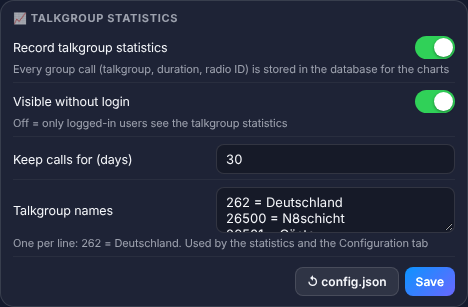 TALKGROUP STATISTICS
Record talkgroup statistics
Every group call (talkgroup, duration, radio ID) is stored in the database for the charts
Visible without login
Off = only logged-in users see the talkgroup statistics
Keep calls for (days)
30
Talkgroup names
262 = Deutschland
26500 = N8schicht
One per line: 262 = Deutschland. Used by the statistics and the Configuration tab
↺ config.json
Save